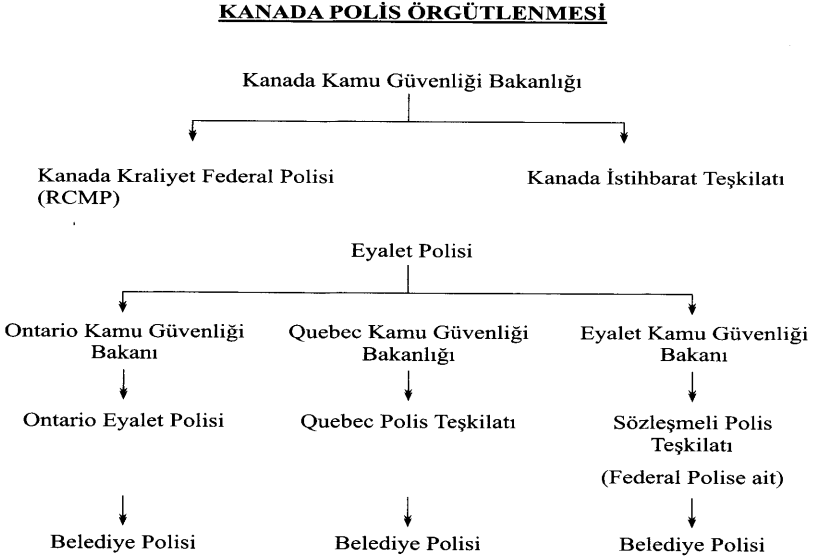 KANADA POLİS ÖRGÜTLENMESİ
Kanada Kamu Güvenliği Bakanlığı
Kanada Kraliyet Federal Polisi
(RCMP)
Kanada İstihbarat Teşkilatı
Eyalet Polisi
Ontario Kamu Güvenliği
Bakanı
Quebec Kamu Güvenliği
Bakanlığı
Eyalet Kamu Güvenliği
Bakanı
Ontario Eyalet Polisi
Quebec Polis Teşkilatı
Sözleşmeli Polis
Teşkilatı
(Federal Polise ait)
Belediye Polisi
Belediye Polisi
Belediye Polisi